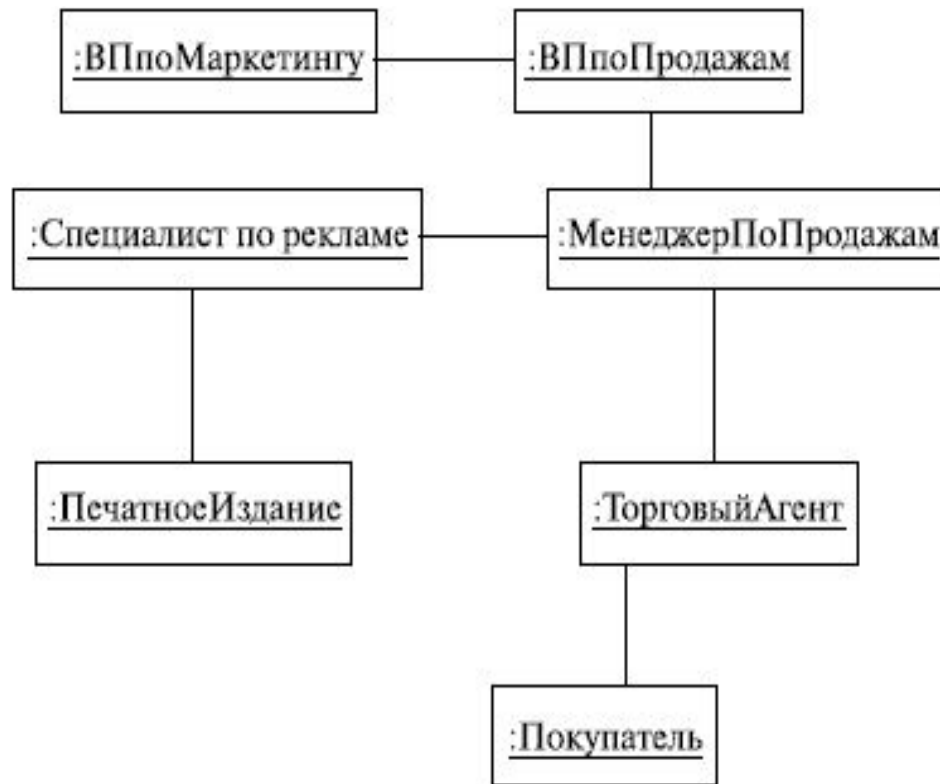 :ВПпоМаркетингу
:ВПпоПродажам
:Специалист по рекламе
:МенеджерПоПродажам
:ПечатноеИздание
:ТорговыйАгент
:Покупатель